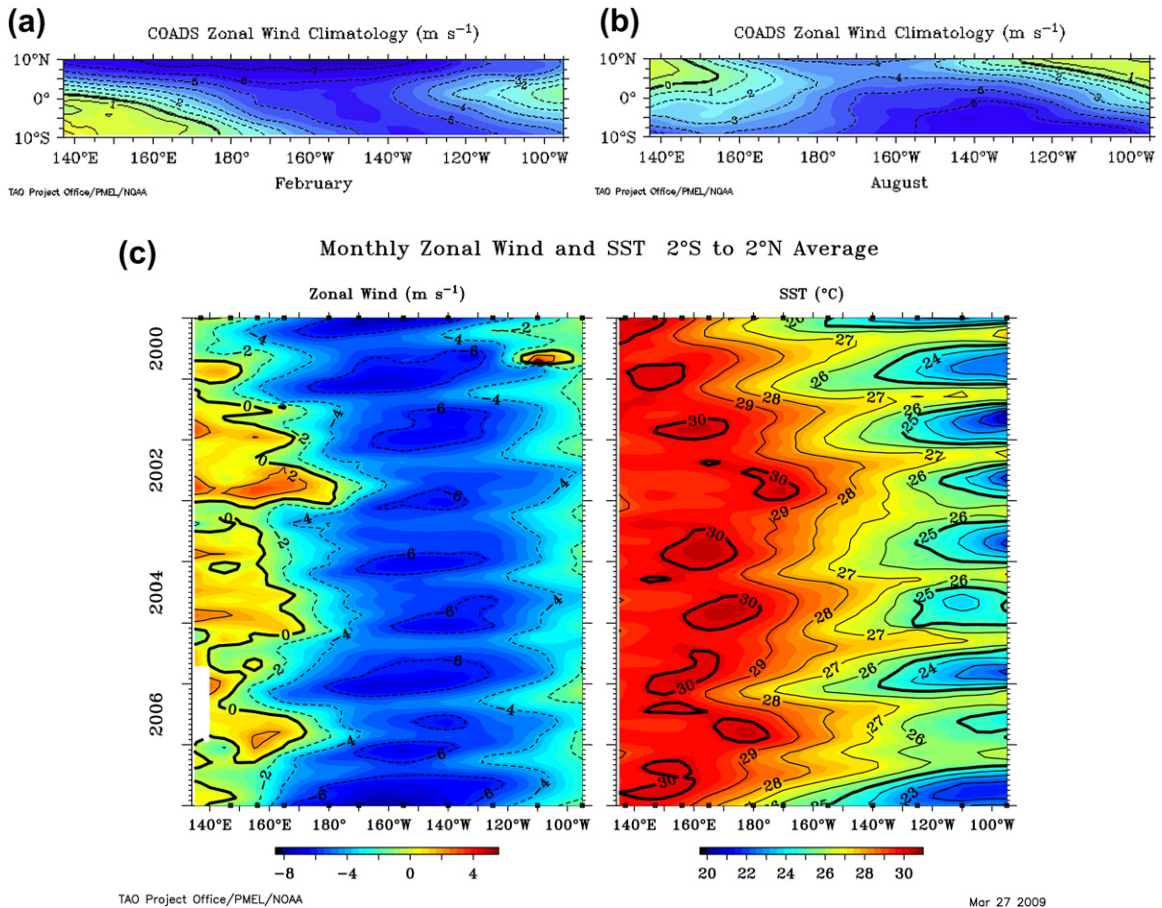 (a)
COADS Zonal Wind Climatology (m s⁻¹)
10°N
0°
10°S
140°E 160°E 180° 160°W 140°W 120°W 100°W
February
TAO Project Office/PMEL/NOAA
(b)
COADS Zonal Wind Climatology (m s⁻¹)
10°N
0°
10°S
140°E 160°E 180° 160°W 140°W 120°W 100°W
August
TAO Project Office/PMEL/NOAA
(c)
Monthly Zonal Wind and SST 2°S to 2°N Average
Zonal Wind (m s⁻¹)
2000
2002
2004
2006
140°E 160°E 180° 160°W 140°W 120°W 100°W
-8 -4 0 4
SST (°C)
140°E 160°E 180° 160°W 140°W 120°W 100°W
20 22 24 26 28 30
TAO Project Office/PMEL/NOAA
Mar 27 2009